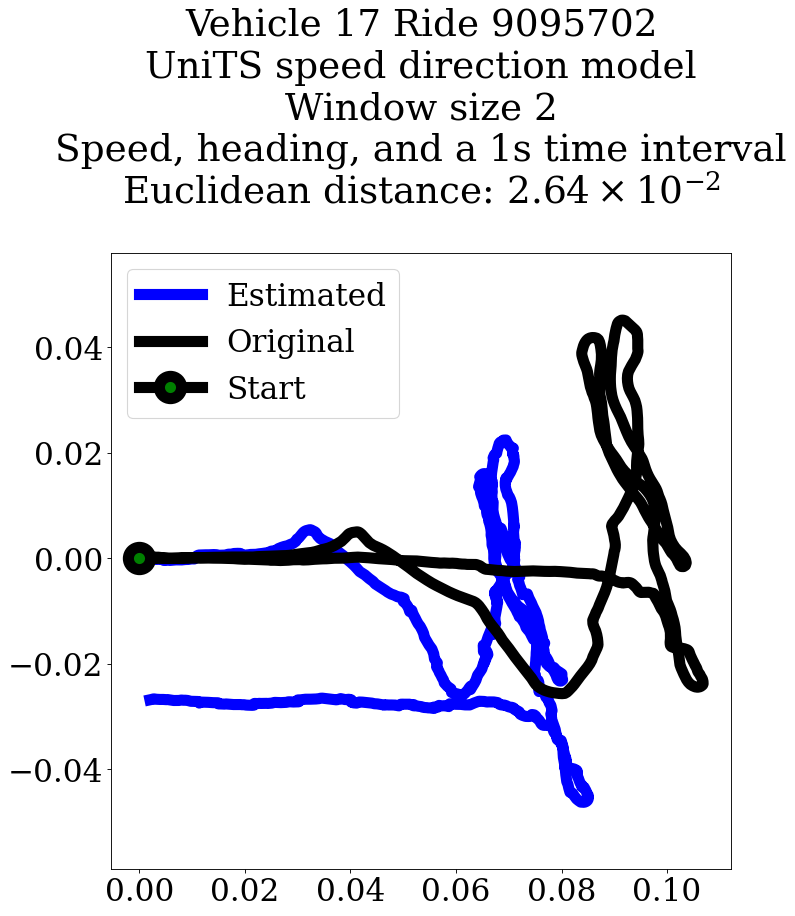 Vehicle 17 Ride 9095702
UniTS speed direction model
Window size 2
Speed, heading, and a 1s time interval
Euclidean distance: 2.64 × 10⁻²
Estimated
Original
Start
0.04
0.02
0.00
−0.02
−0.04
0.00 0.02 0.04 0.06 0.08 0.10